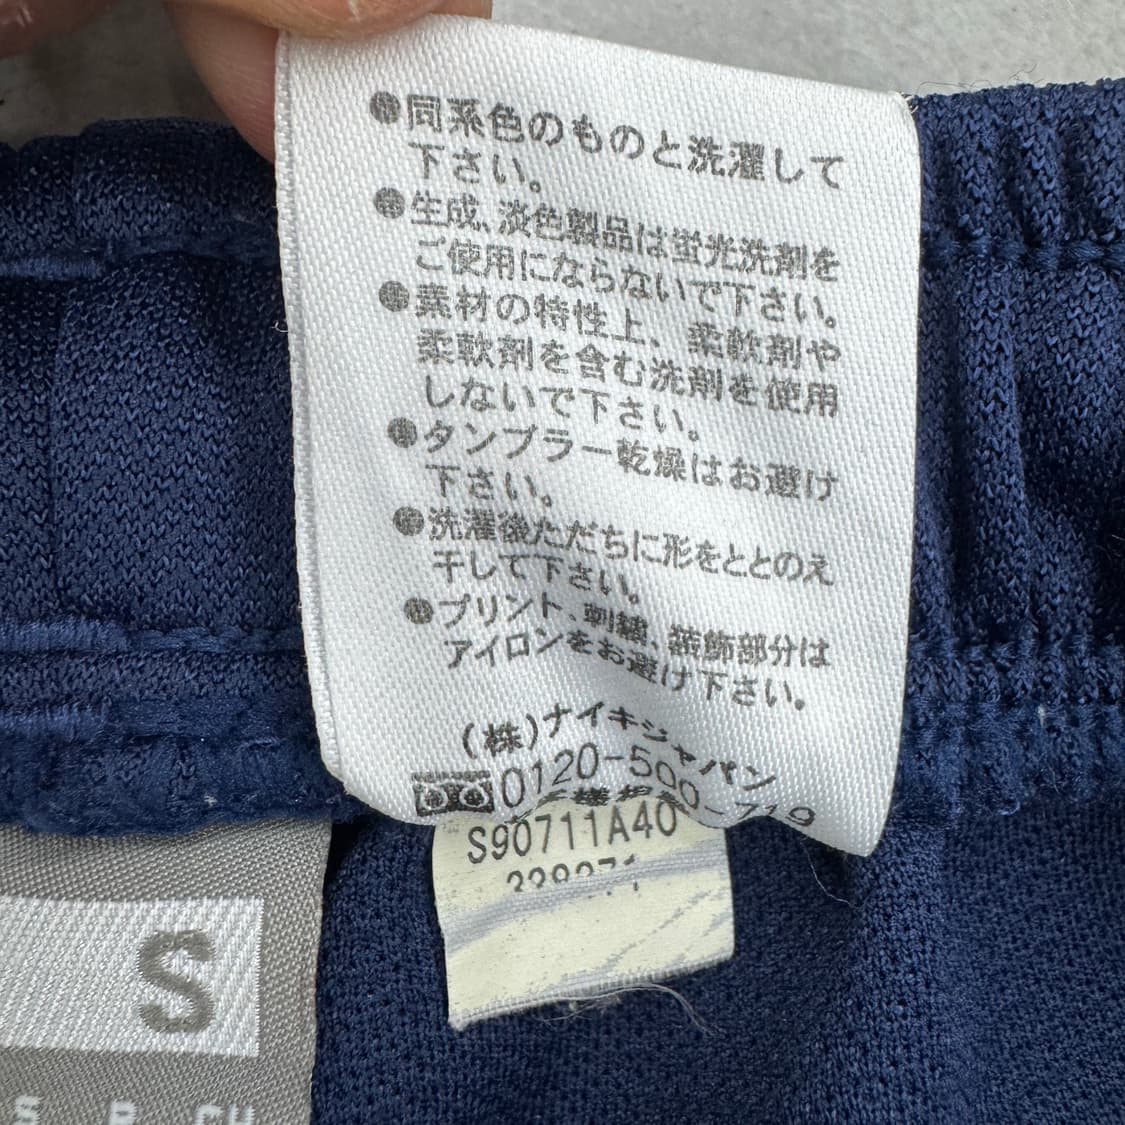 ●同系色のものと洗濯して
下さい。
●生成、淡色製品は蛍光洗剤を
ご使用にならないで下さい。
●素材の特性上、柔軟剤や
柔軟剤を含む洗剤を使用
しないで下さい。
●タンブラー乾燥はお避け
下さい。
●洗濯後ただちに形をととのえ
干して下さい。
●プリント、刺繍、装飾部分は
アイロンをお避け下さい。
(株)ナイキジャパン
0120-500-719
S90711A40
S